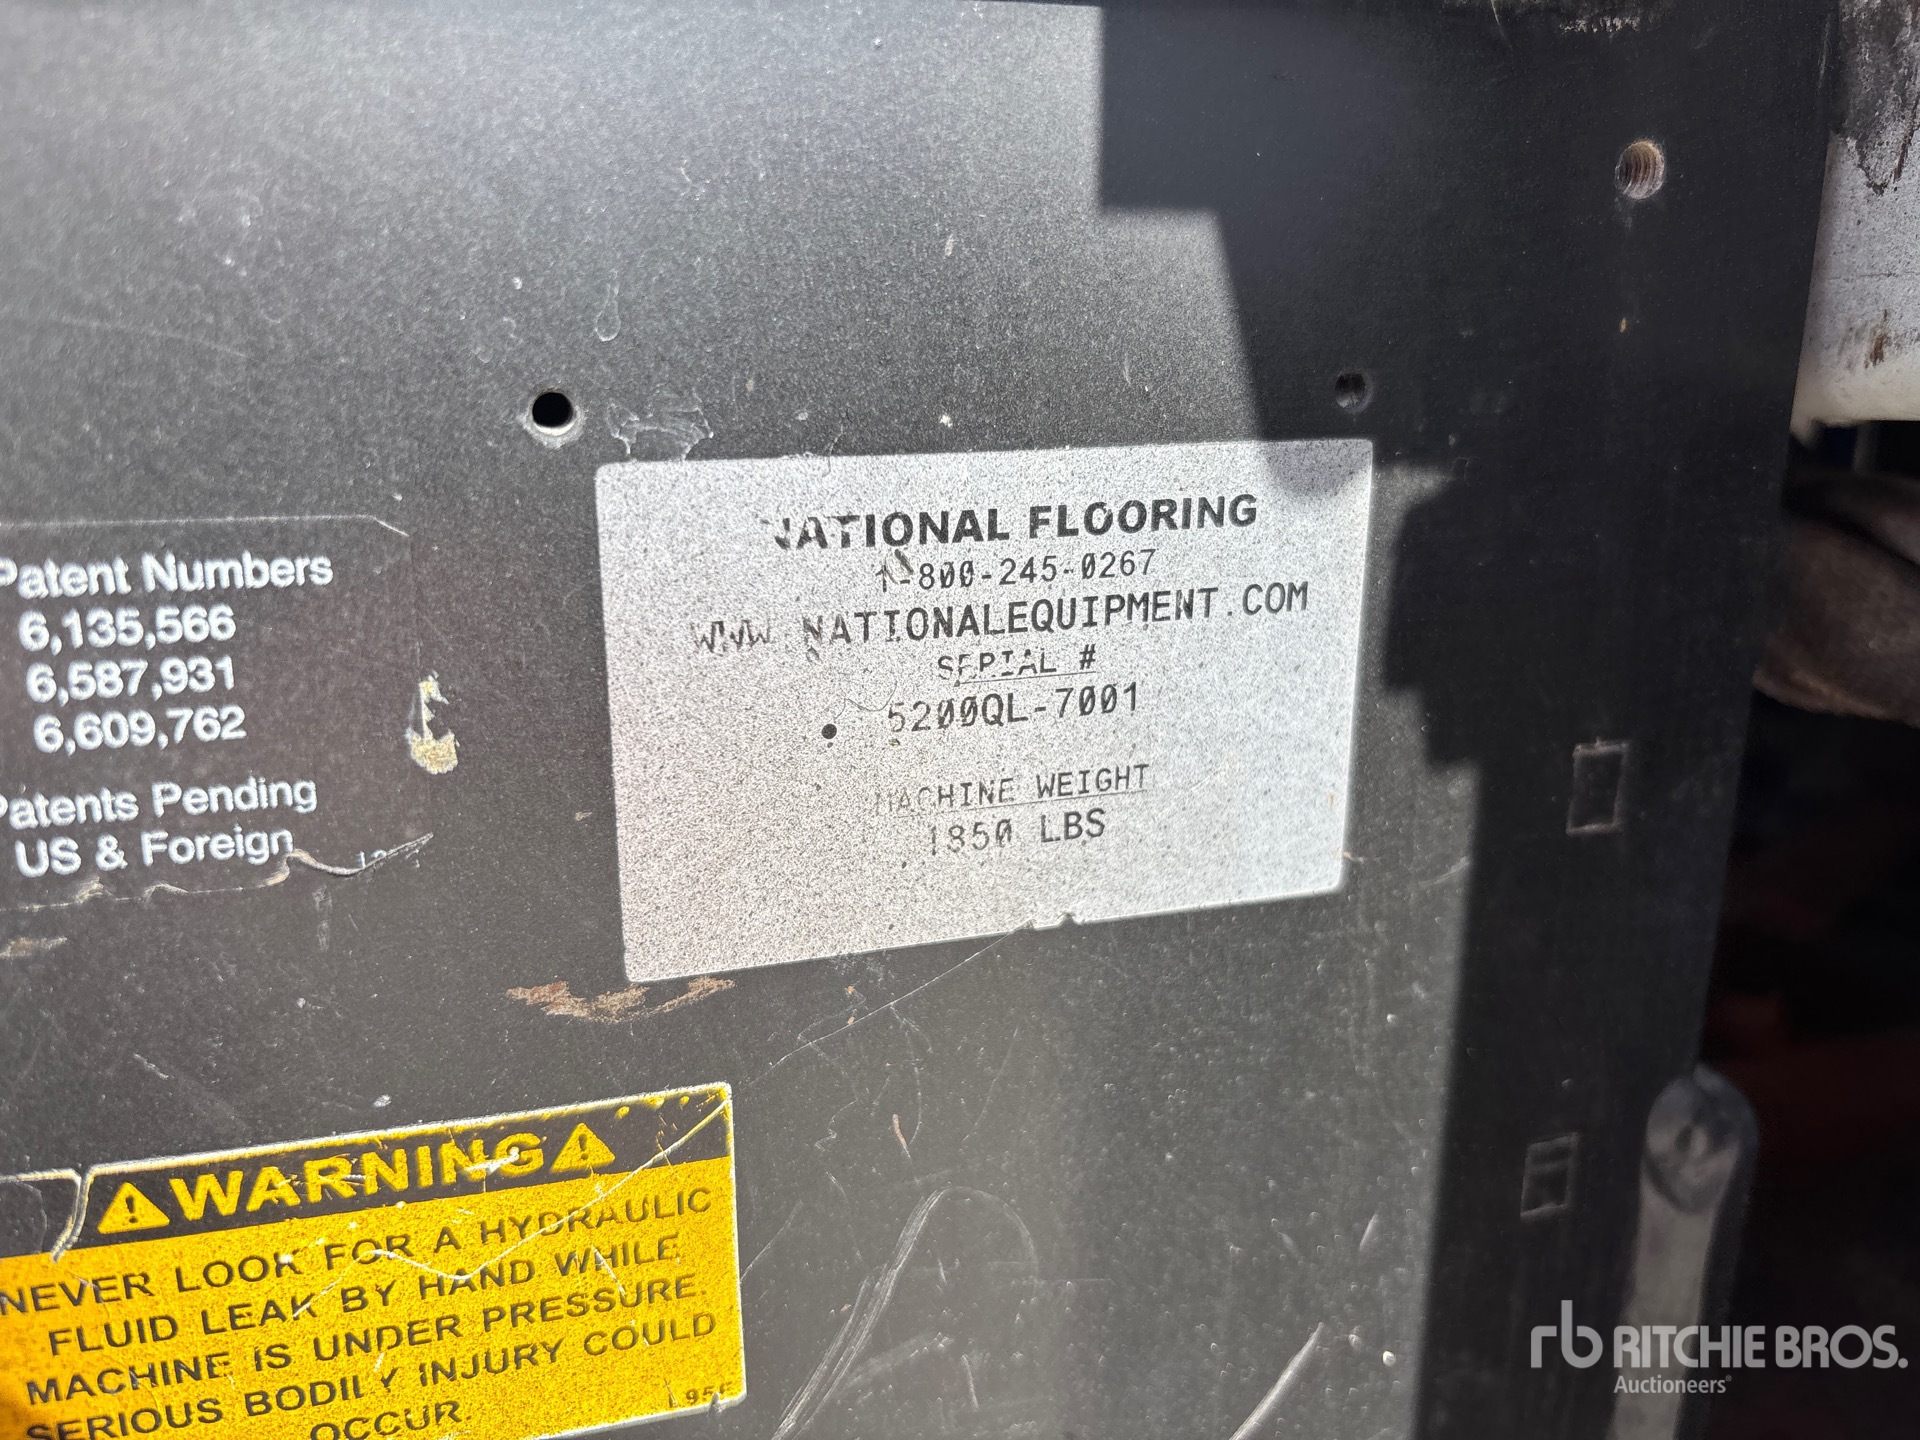 Patent Numbers
6,135,566
6,587,931
6,609,762
Patents Pending
US & Foreign
NATIONAL FLOORING
1-800-245-0267
WWW.NATIONALEQUIPMENT.COM
SERIAL #
5200QL-7001
MACHINE WEIGHT
1850 LBS
WARNING
NEVER LOOK FOR A HYDRAULIC
FLUID LEAK BY HAND WHILE
MACHINE IS UNDER PRESSURE.
SERIOUS BODILY INJURY COULD
OCCUR.
rb RITCHIE BROS.
Auctioneers